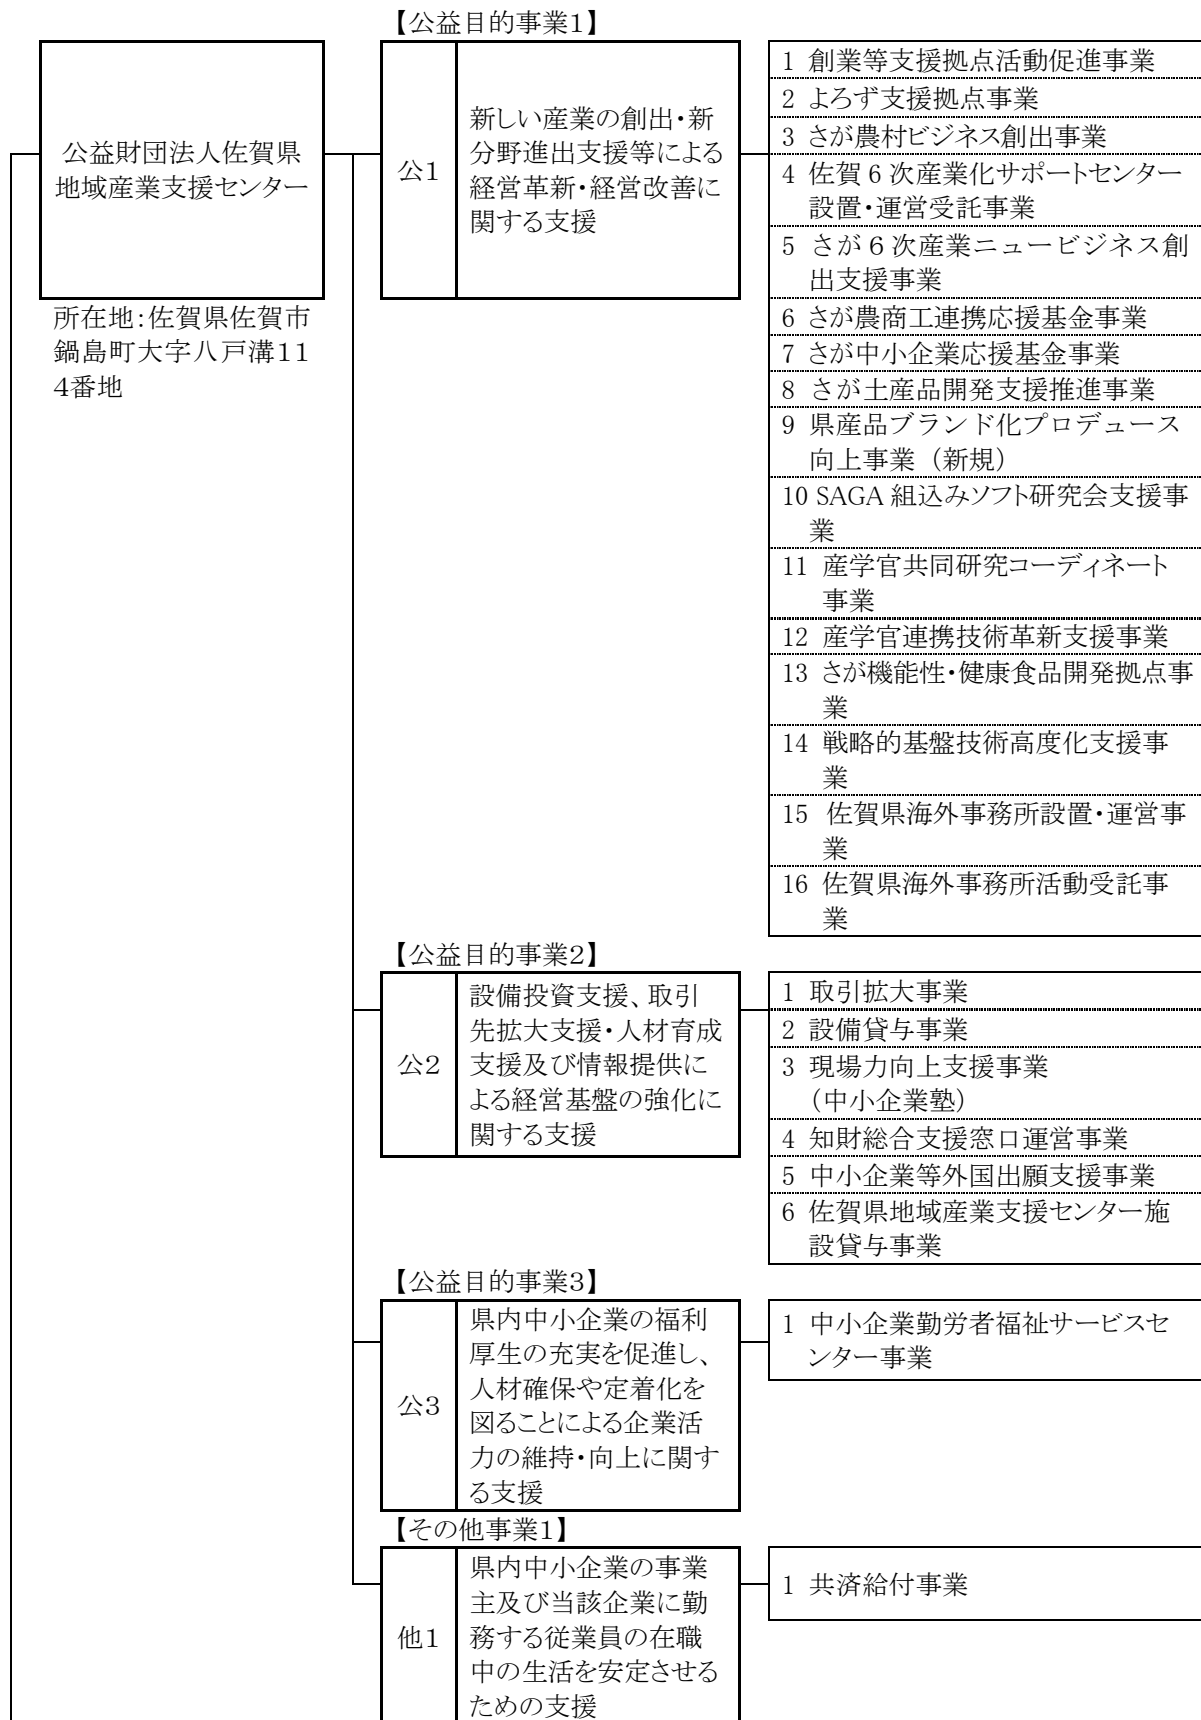 公益財団法人佐賀県
地域産業支援センター
所在地：佐賀県佐賀市
鍋島町大字八戸溝11
4番地
【公益目的事業1】
公1
新しい産業の創出・新
分野進出支援等による
経営革新・経営改善に
関する支援
1 創業等支援拠点活動促進事業
2 よろず支援拠点事業
3 さが農村ビジネス創出事業
4 佐賀6次産業化サポートセンター
設置・運営受託事業
5 さが6次産業ニュービジネス創
出支援事業
6 さが農商工連携応援基金事業
7 さが中小企業応援基金事業
8 さが土産品開発支援推進事業
9 県産品ブランド化プロデュース
向上事業（新規）
10 SAGA組込みソフト研究会支援事
業
11 産学官共同研究コーディネート
事業
12 産学官連携技術革新支援事業
13 さが機能性・健康食品開発拠点事
業
14 戦略的基盤技術高度化支援事
業
15 佐賀県海外事務所設置・運営事
業
16 佐賀県海外事務所活動受託事
業
【公益目的事業2】
公2
設備投資支援、取引
先拡大支援・人材育成
支援及び情報提供に
よる経営基盤の強化に
関する支援
1 取引拡大事業
2 設備貸与事業
3 現場力向上支援事業
（中小企業塾）
4 知財総合支援窓口運営事業
5 中小企業等外国出願支援事業
6 佐賀県地域産業支援センター施
設貸与事業
【公益目的事業3】
公3
県内中小企業の福利
厚生の充実を促進し、
人材確保や定着化を
図ることによる企業活
力の維持・向上に関す
る支援
1 中小企業勤労者福祉サービスセ
ンター事業
【その他事業1】
他1
県内中小企業の事業
主及び当該企業に勤
務する従業員の在職
中の生活を安定させる
ための支援
1 共済給付事業